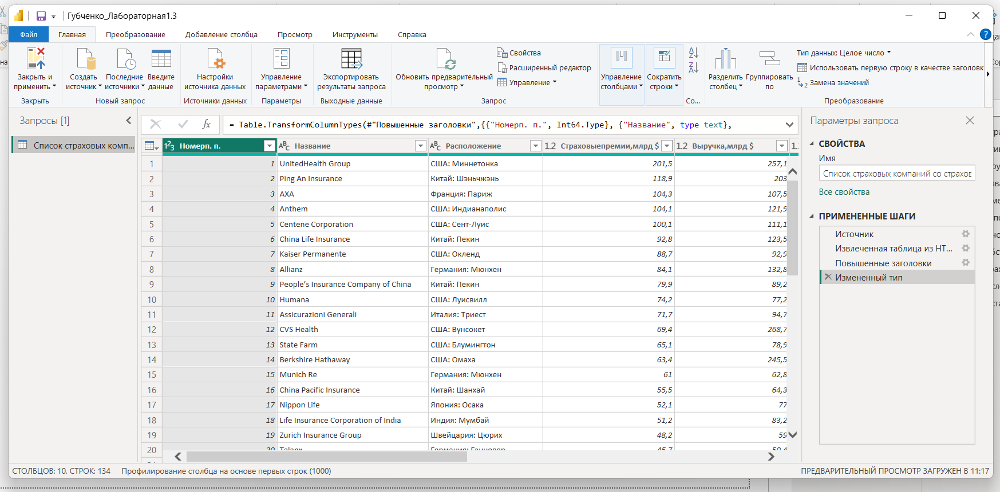 Губченко_Лабораторная1.3
Файл Главная Преобразование Добавление столбца Просмотр Инструменты Справка
Закрыть и применить
Закрыть
Создать источник Последние источники Введите данные
Новый запрос
Настройки источника данных
Источники данных
Управление параметрами
Параметры
Экспортировать результаты запроса
Выходные данные
Обновить предварительный просмотр
Свойства
Расширенный редактор
Управление
Запрос
Управление столбцами
Сократить строки
Со...
Разделить столбец
Группировать по
Тип данных: Целое число
Использовать первую строку в качестве заголовк
Замена значений
Преобразование
Запросы [1]
Список страховых комп...
= Table.TransformColumnTypes(#"Повышенные заголовки",{{"Номерп. п.", Int64.Type}, {"Название", type text},
Номерп. п. Название Расположение 1.2 Страховыепремии,млрд $ 1.2 Выручка,млрд $ 1.
1 1 UnitedHealth Group США: Миннетонка 201,5 257,1
2 2 Ping An Insurance Китай: Шэньчжэнь 118,9 203
3 3 AXA Франция: Париж 104,3 107,5
4 4 Anthem США: Индианаполис 104,1 121,9
5 5 Centene Corporation США: Сент-Луис 100,1 111,1
6 6 China Life Insurance Китай: Пекин 92,8 123,5
7 7 Kaiser Permanente США: Окленд 88,7 92,9
8 8 Allianz Германия: Мюнхен 84,1 132,8
9 9 People’s Insurance Company of China Китай: Пекин 79,9 89,2
10 10 Humana США: Луисвилл 74,2 77,2
11 11 Assicurazioni Generali Италия: Триест 71,7 94,7
12 12 CVS Health США: Вунсокет 69,4 268,7
13 13 State Farm США: Блумингтон 65,1 78,9
14 14 Berkshire Hathaway США: Омаха 63,4 245,5
15 15 Munich Re Германия: Мюнхен 61 62,8
16 16 China Pacific Insurance Китай: Шанхай 55,5 64,3
17 17 Nippon Life Япония: Осака 52,1 77
18 18 Life Insurance Corporation of India Индия: Мумбай 51,2 83,2
19 19 Zurich Insurance Group Швейцария: Цюрих 48,2 59
20 20 Talanx Германия: Ганновер 45,7 50,4
Параметры запроса
СВОЙСТВА
Имя
Список страховых компаний со страхов
Все свойства
ПРИМЕНЕННЫЕ ШАГИ
Источник
Извлеченная таблица из HT...
Повышенные заголовки
Измененный тип
СТОЛБЦОВ: 10, СТРОК: 134 Профилирование столбца на основе первых строк (1000)
ПРЕДВАРИТЕЛЬНЫЙ ПРОСМОТР ЗАГРУЖЕН В 11:17